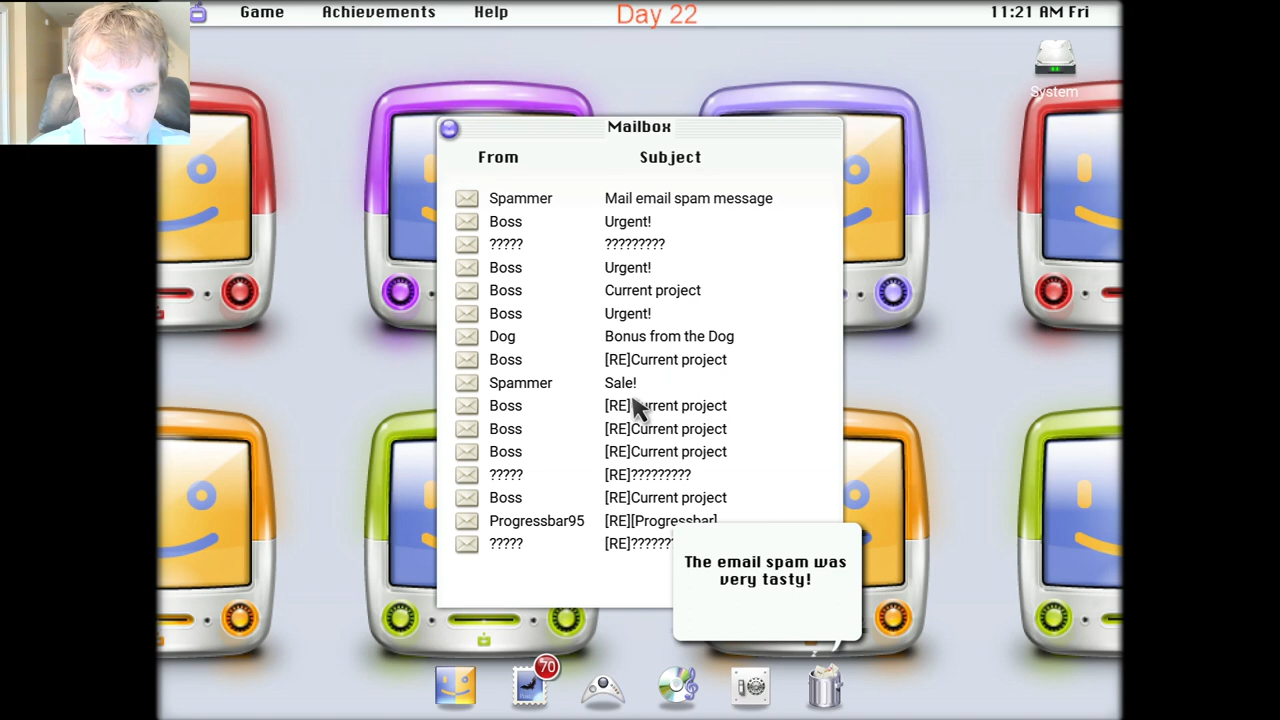 Game Achievements Help Day 22 11:21 AM Fri
System
Mailbox
From Subject
Spammer Mail email spam message
Boss Urgent!
????? ?????????
Boss Urgent!
Boss Current project
Boss Urgent!
Dog Bonus from the Dog
Boss [RE]Current project
Spammer Sale!
Boss [RE]Current project
Boss [RE]Current project
Boss [RE]Current project
????? [RE]?????????
Boss [RE]Current project
Progressbar95 [RE][Progressbar]
????? [RE]??????
The email spam was
very tasty!
70